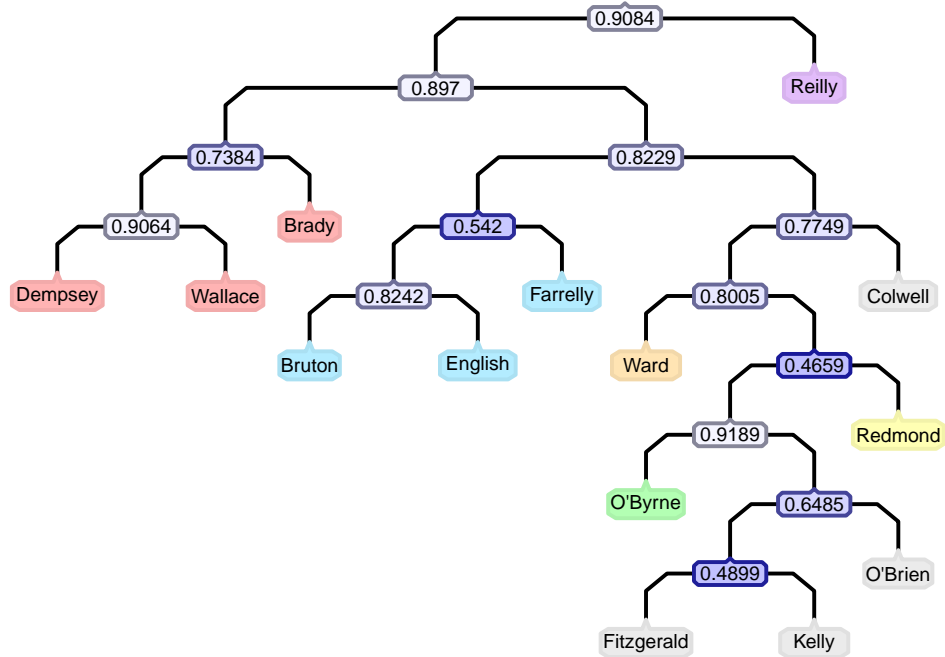 0.9084
0.897
Reilly
0.7384
0.8229
0.9064
Brady
0.542
0.7749
Dempsey
Wallace
0.8242
Farrelly
0.8005
Colwell
Bruton
English
Ward
0.4659
0.9189
Redmond
O'Byrne
0.6485
0.4899
O'Brien
Fitzgerald
Kelly